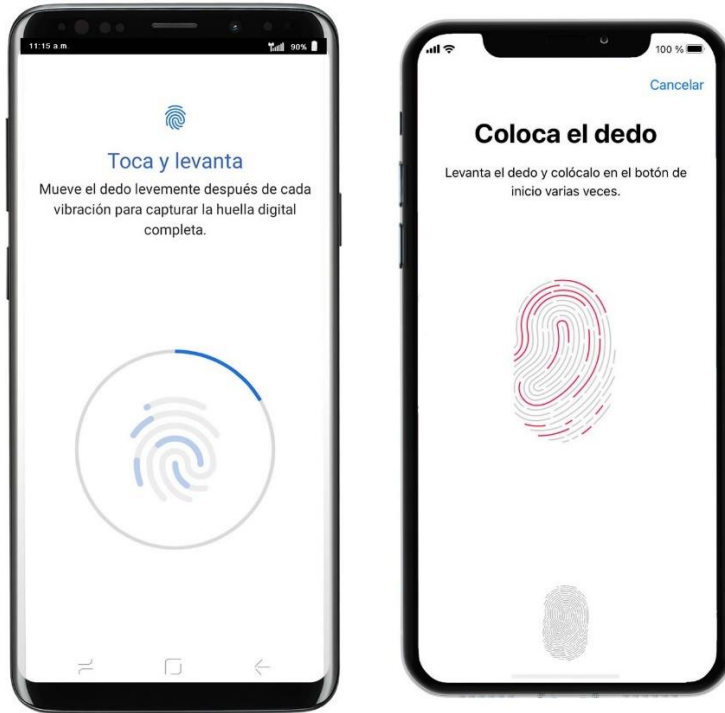 11:15 a.m.
90%
Toca y levanta
Mueve el dedo levemente después de cada
vibración para capturar la huella digital
completa.
100 %
Cancelar
Coloca el dedo
Levanta el dedo y colócalo en el botón de
inicio varias veces.